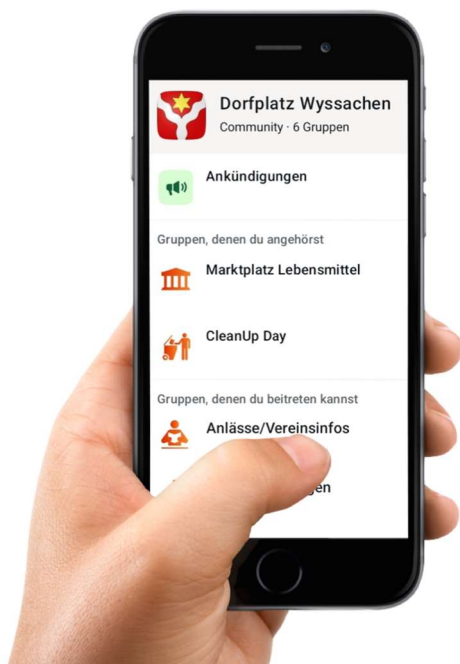 Dorfplatz Wyssachen
Community · 6 Gruppen
Ankündigungen
Gruppen, denen du angehörst
Marktplatz Lebensmittel
CleanUp Day
Gruppen, denen du beitreten kannst
Anlässe/Vereinsinfos